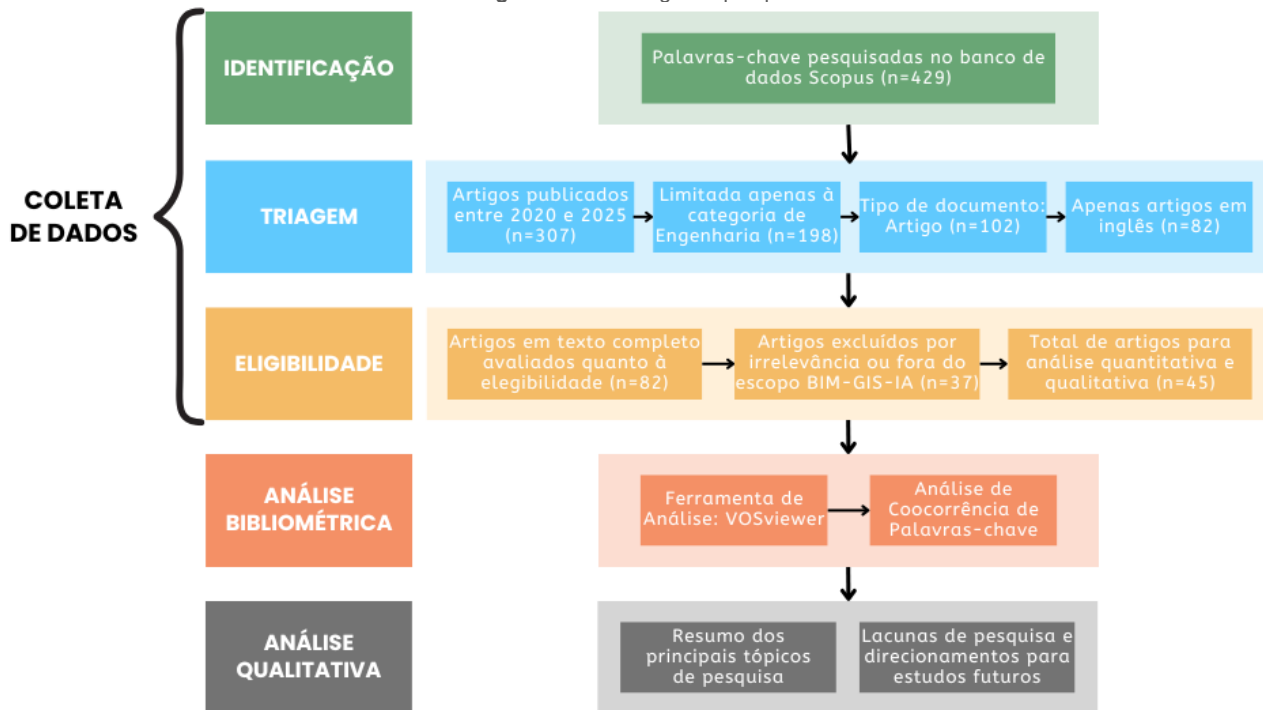 IDENTIFICAÇÃO
Palavras-chave pesquisadas no banco de
dados Scopus (n=429)
COLETA
DE DADOS
TRIAGEM
Artigos publicados
entre 2020 e 2025
(n=307)
Limitada apenas à
categoria de
Engenharia (n=198)
Tipo de documento:
Artigo (n=102)
Apenas artigos em
inglês (n=82)
ELIGIBILIDADE
Artigos em texto completo
avaliados quanto à
elegibilidade (n=82)
Artigos excluídos por
irrelevância ou fora do
escopo BIM-GIS-IA (n=37)
Total de artigos para
análise quantitativa e
qualitativa (n=45)
ANÁLISE
BIBLIOMÉTRICA
Ferramenta de
Análise: VOSviewer
Análise de
Coocorrência de
Palavras-chave
ANÁLISE
QUALITATIVA
Resumo dos
principais tópicos
de pesquisa
Lacunas de pesquisa e
direcionamentos para
estudos futuros